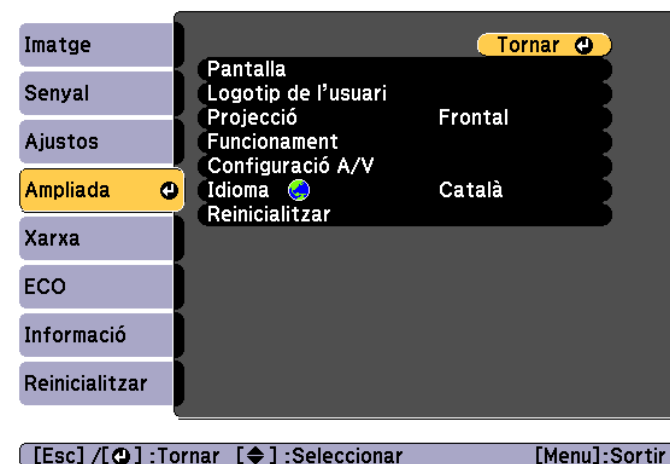 Imatge
Senyal
Ajustos
Ampliada
Xarxa
ECO
Informació
Reinicialitzar
Tornar
Pantalla
Logotip de l'usuari
Projecció Frontal
Funcionament
Configuració A/V
Idioma Català
Reinicialitzar
[Esc] /[ ] :Tornar [ ] :Seleccionar [Menu]:Sortir